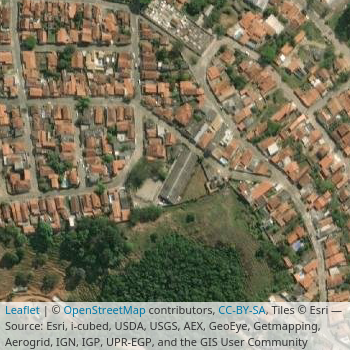 Leaflet | © OpenStreetMap contributors, CC-BY-SA, Tiles © Esri —
Source: Esri, i-cubed, USDA, USGS, AEX, GeoEye, Getmapping,
Aerogrid, IGN, IGP, UPR-EGP, and the GIS User Community